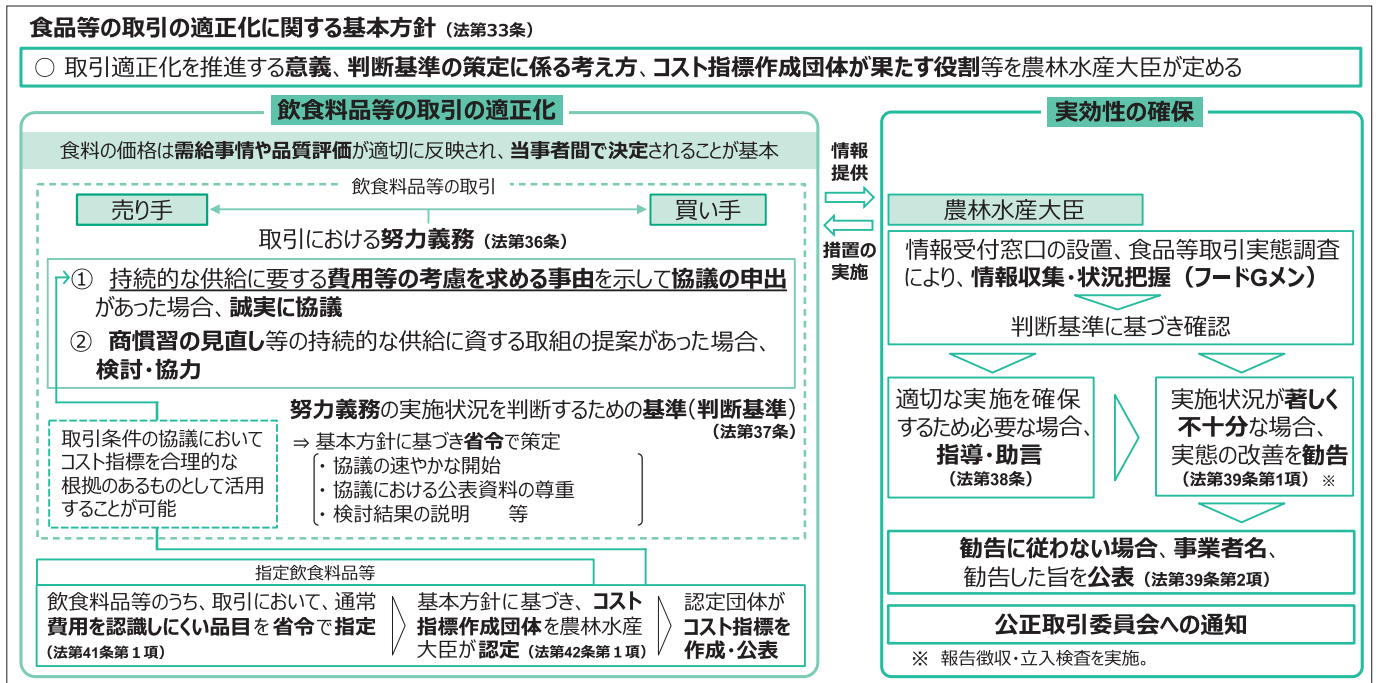 食品等の取引の適正化に関する基本方針（法第33条）
○ 取引適正化を推進する意義、判断基準の策定に係る考え方、コスト指標作成団体が果たす役割等を農林水産大臣が定める
飲食料品等の取引の適正化
食料の価格は需給事情や品質評価が適切に反映され、当事者間で決定されることが基本
飲食料品等の取引
売り手
買い手
取引における努力義務（法第36条）
① 持続的な供給に要する費用等の考慮を求める事由を示して協議の申出
があった場合、誠実に協議
② 商慣習の見直し等の持続的な供給に資する取組の提案があった場合、
検討・協力
努力義務の実施状況を判断するための基準（判断基準）
（法第37条）
⇒ 基本方針に基づき省令で策定
・協議の速やかな開始
・協議における公表資料の尊重
・検討結果の説明　等
取引条件の協議において
コスト指標を合理的な
根拠のあるものとして活用
することが可能
指定飲食料品等
飲食料品等のうち、取引において、通常
費用を認識しにくい品目を省令で指定
（法第41条第１項）
基本方針に基づき、コスト
指標作成団体を農林水産
大臣が認定（法第42条第１項）
認定団体が
コスト指標を
作成・公表
情報
提供
措置の
実施
実効性の確保
農林水産大臣
情報受付窓口の設置、食品等取引実態調査
により、情報収集・状況把握（フードGメン）
判断基準に基づき確認
適切な実施を確保
するため必要な場合、
指導・助言
（法第38条）
実施状況が著しく
不十分な場合、
実態の改善を勧告
（法第39条第1項）※
勧告に従わない場合、事業者名、
勧告した旨を公表（法第39条第2項）
公正取引委員会への通知
※ 報告徴収・立入検査を実施。